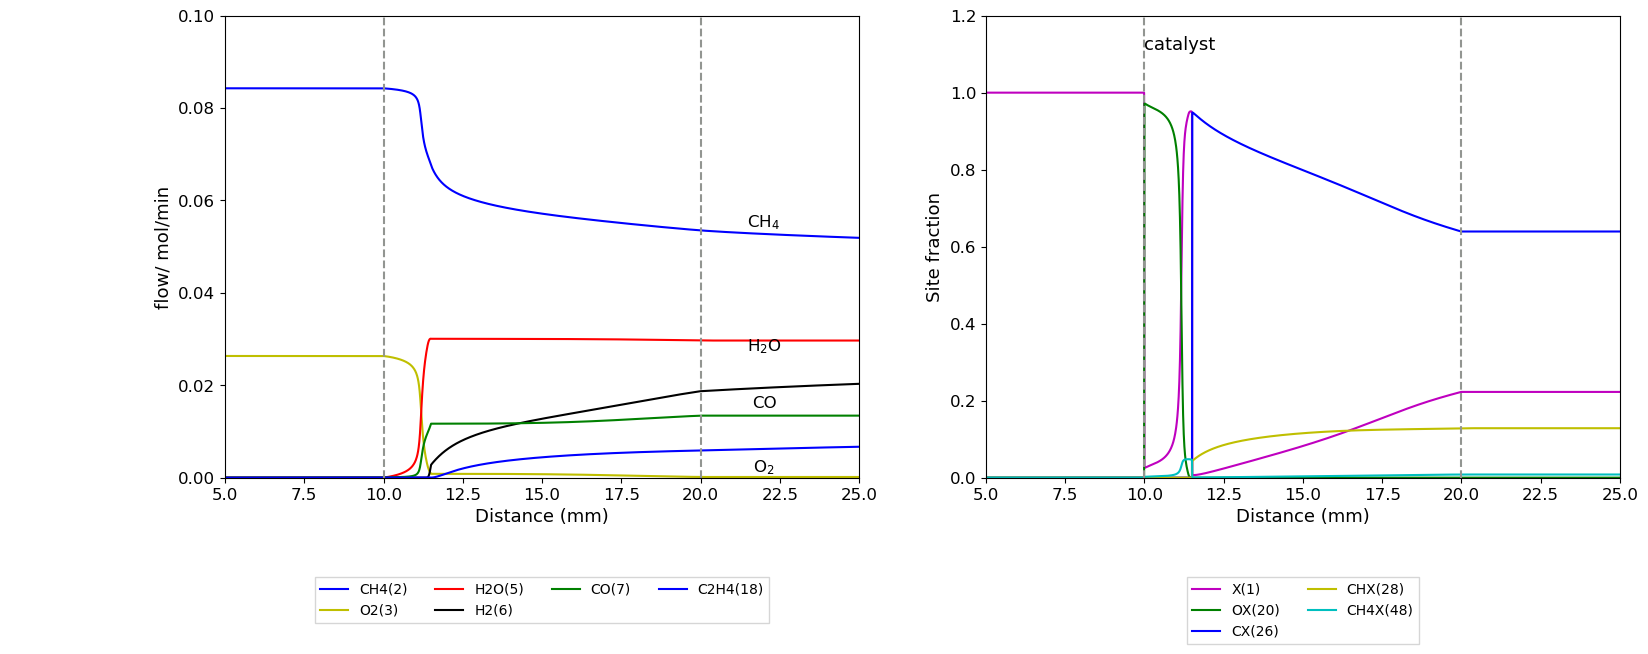 0.10
0.08
0.06
0.04
0.02
0.00
flow/ mol/min
CH₄
H₂O
CO
O₂
5.0 7.5 10.0 12.5 15.0 17.5 20.0 22.5 25.0
Distance (mm)
CH4(2) H2O(5) CO(7) C2H4(18)
O2(3) H2(6)
1.2
1.0
0.8
0.6
0.4
0.2
0.0
Site fraction
catalyst
5.0 7.5 10.0 12.5 15.0 17.5 20.0 22.5 25.0
Distance (mm)
X(1) CHX(28)
OX(20) CH4X(48)
CX(26)